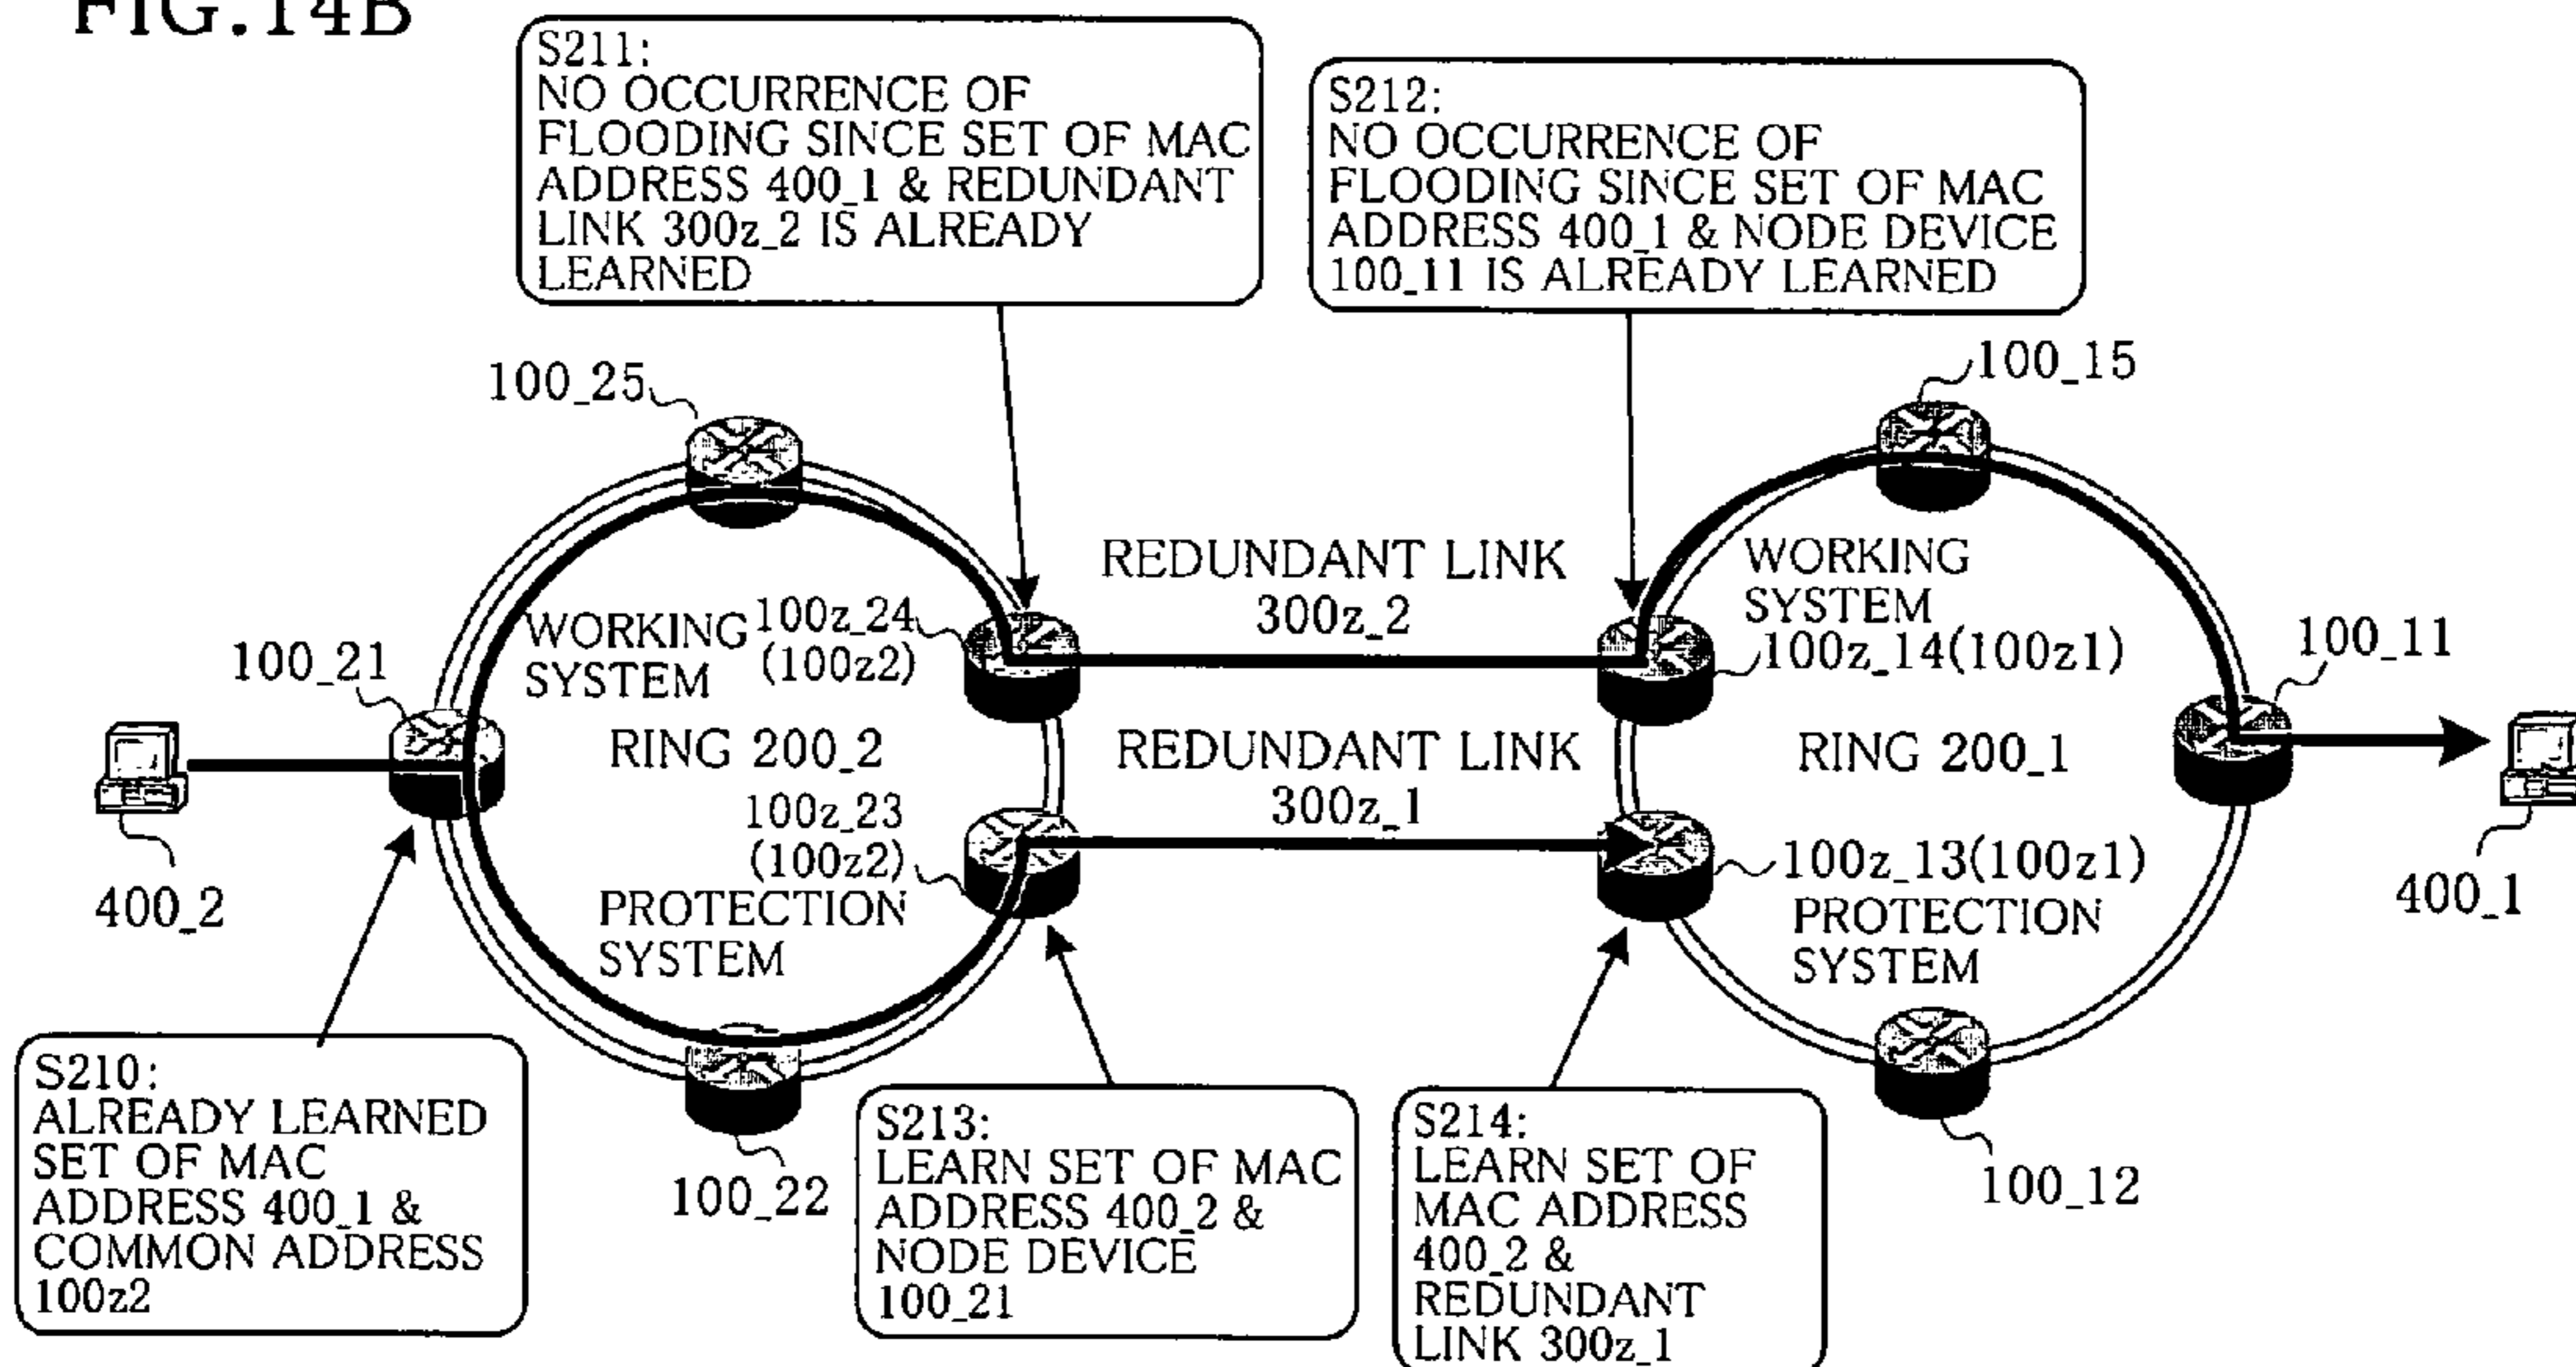 FIG.14B
S211:
NO OCCURRENCE OF
FLOODING SINCE SET OF MAC
ADDRESS 400_1 & REDUNDANT
LINK 300z_2 IS ALREADY
LEARNED
S212:
NO OCCURRENCE OF
FLOODING SINCE SET OF MAC
ADDRESS 400_1 & NODE DEVICE
100_11 IS ALREADY LEARNED
100_25
100_15
REDUNDANT LINK
300z_2
WORKING
SYSTEM
100z_24
(100z2)
WORKING
SYSTEM
100z_14(100z1)
100_21
100_11
RING 200_2
REDUNDANT LINK
300z_1
RING 200_1
100z_23
(100z2)
100z_13(100z1)
400_2
PROTECTION
SYSTEM
PROTECTION
SYSTEM
400_1
S210:
ALREADY LEARNED
SET OF MAC
ADDRESS 400_1 &
COMMON ADDRESS
100z2
100_22
S213:
LEARN SET OF MAC
ADDRESS 400_2 &
NODE DEVICE
100_21
S214:
LEARN SET OF
MAC ADDRESS
400_2 &
REDUNDANT
LINK 300z_1
100_12